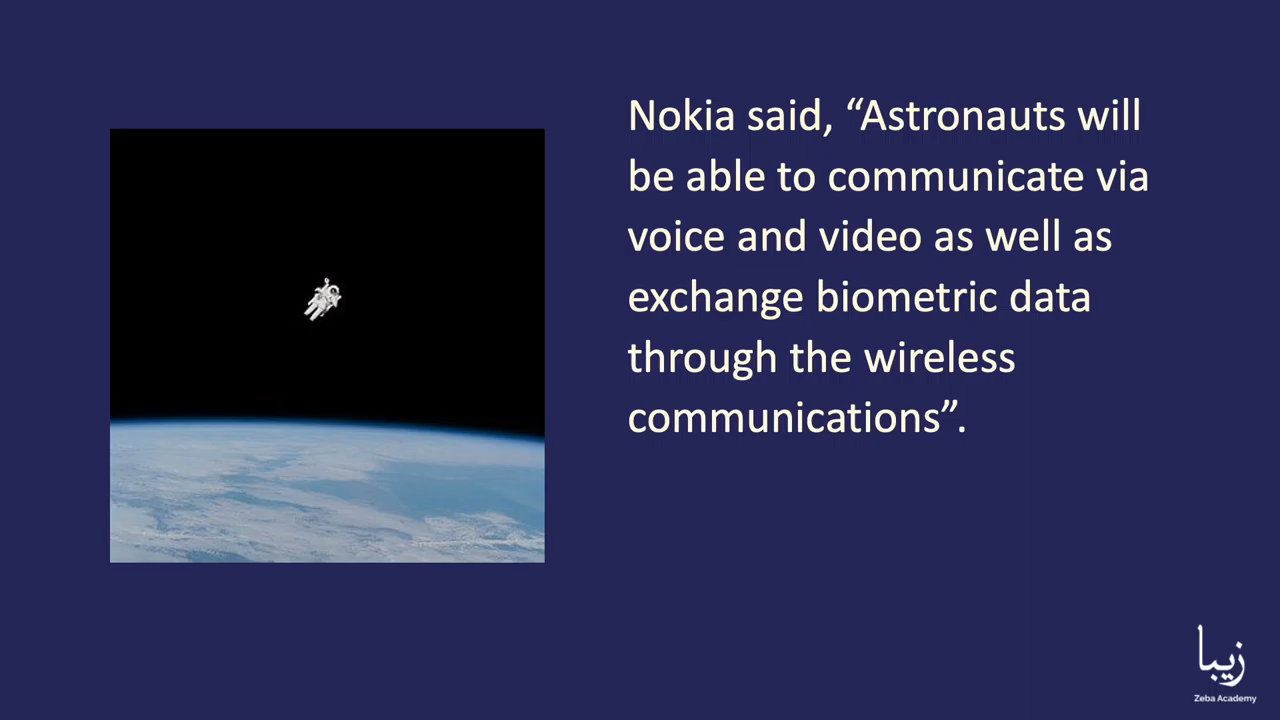 Nokia said, “Astronauts will
be able to communicate via
voice and video as well as
exchange biometric data
through the wireless
communications”.
زیبا
Zeba Academy